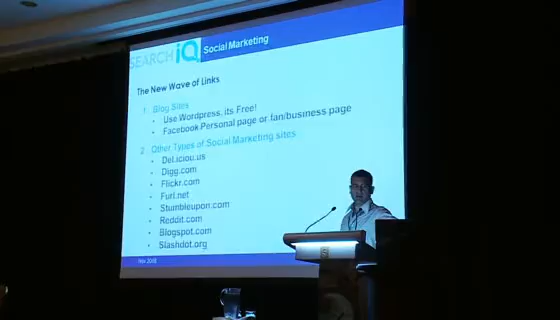 SEARCH iQ
Social Marketing
The New Wave of Links
1. Blog Sites
• Use Wordpress, its Free!
• Facebook Personal page or fan/business page
2. Other Types of Social Marketing sites
• Del.iciou.us
• Digg.com
• Flickr.com
• Furl.net
• Stumbleupon.com
• Reddit.com
• Blogspot.com
• Slashdot.org